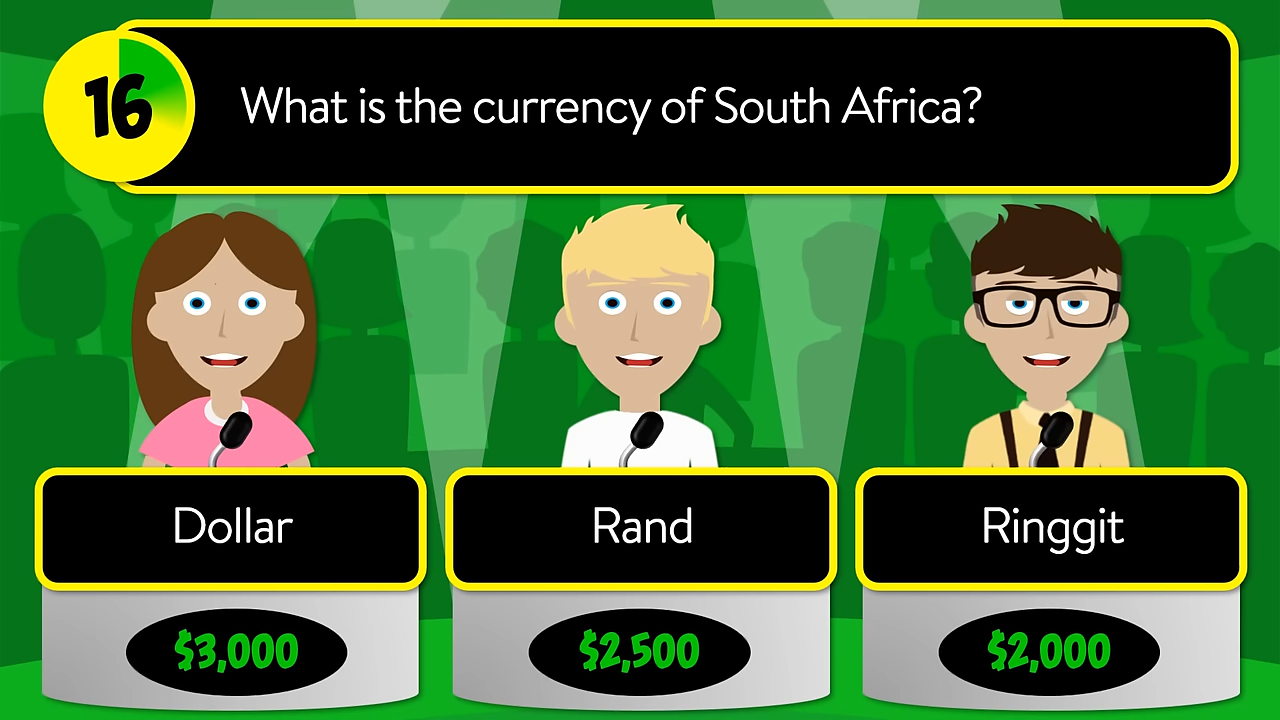 16
What is the currency of South Africa?
Dollar
Rand
Ringgit
$3,000
$2,500
$2,000